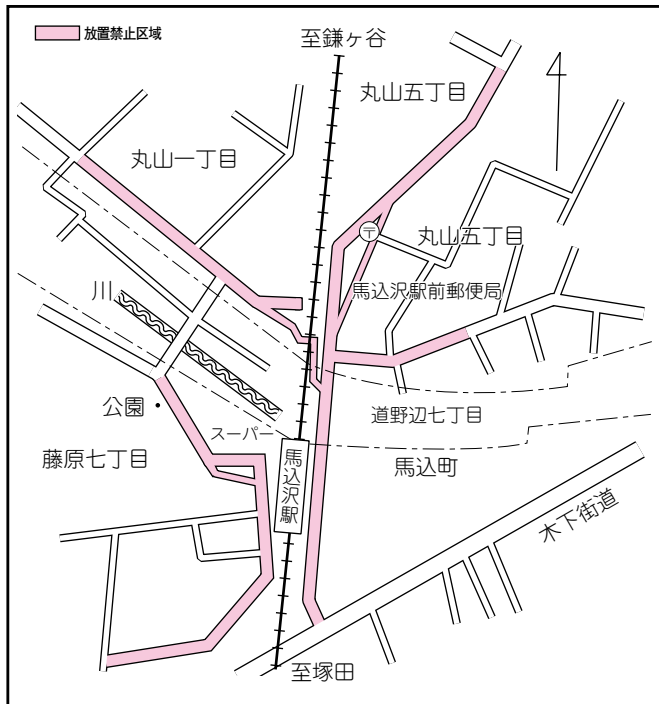 放置禁止区域
至鎌ヶ谷
丸山五丁目
丸山一丁目
〒
丸山五丁目
川
馬込沢駅前郵便局
公園
スーパー
道野辺七丁目
藤原七丁目
馬込沢駅
馬込町
木下街道
至塚田